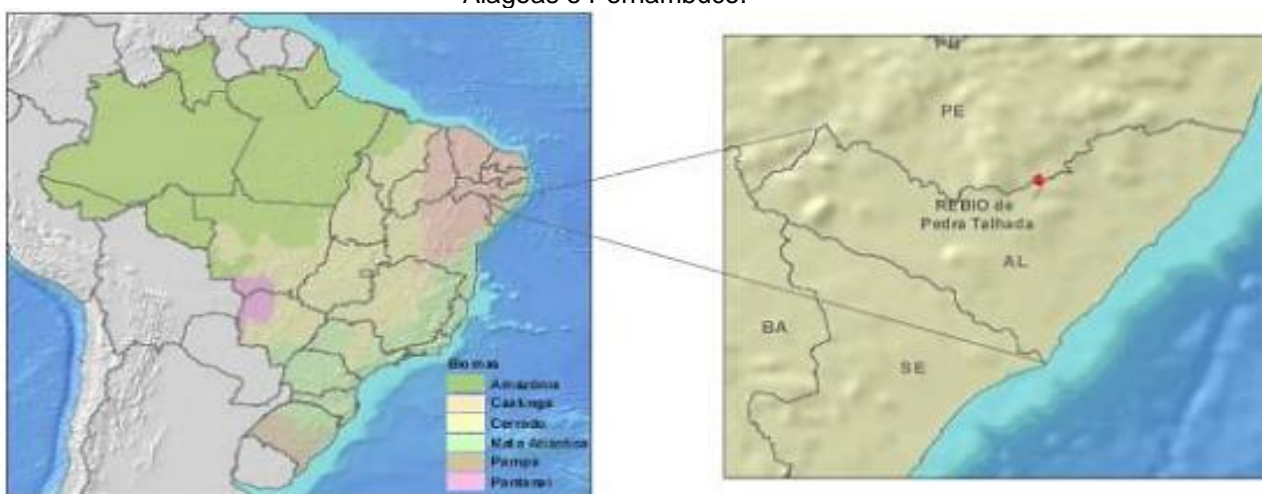 Alagoas e Pernambuco.
Biomas
Amazônia
Caatinga
Cerrado
Mata Atlântica
Pampa
Pantanal
PE
REBIO de
Pedra Talhada
AL
BA
SE